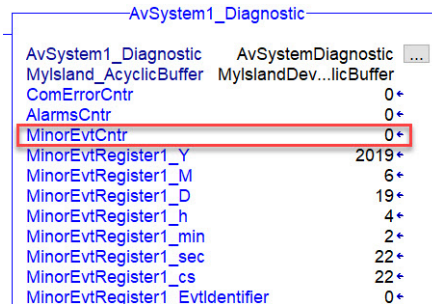 AvSystem1_Diagnostic
AvSystem1_Diagnostic AvSystemDiagnostic ...
MyIsland_AcyclicBuffer MyIslandDev...licBuffer
ComErrorCntr 0
AlarmsCntr 0
MinorEvtCntr 0
MinorEvtRegister1_Y 2019
MinorEvtRegister1_M 6
MinorEvtRegister1_D 19
MinorEvtRegister1_h 4
MinorEvtRegister1_min 2
MinorEvtRegister1_sec 22
MinorEvtRegister1_cs 22
MinorEvtRegister1_EvtIdentifier 0